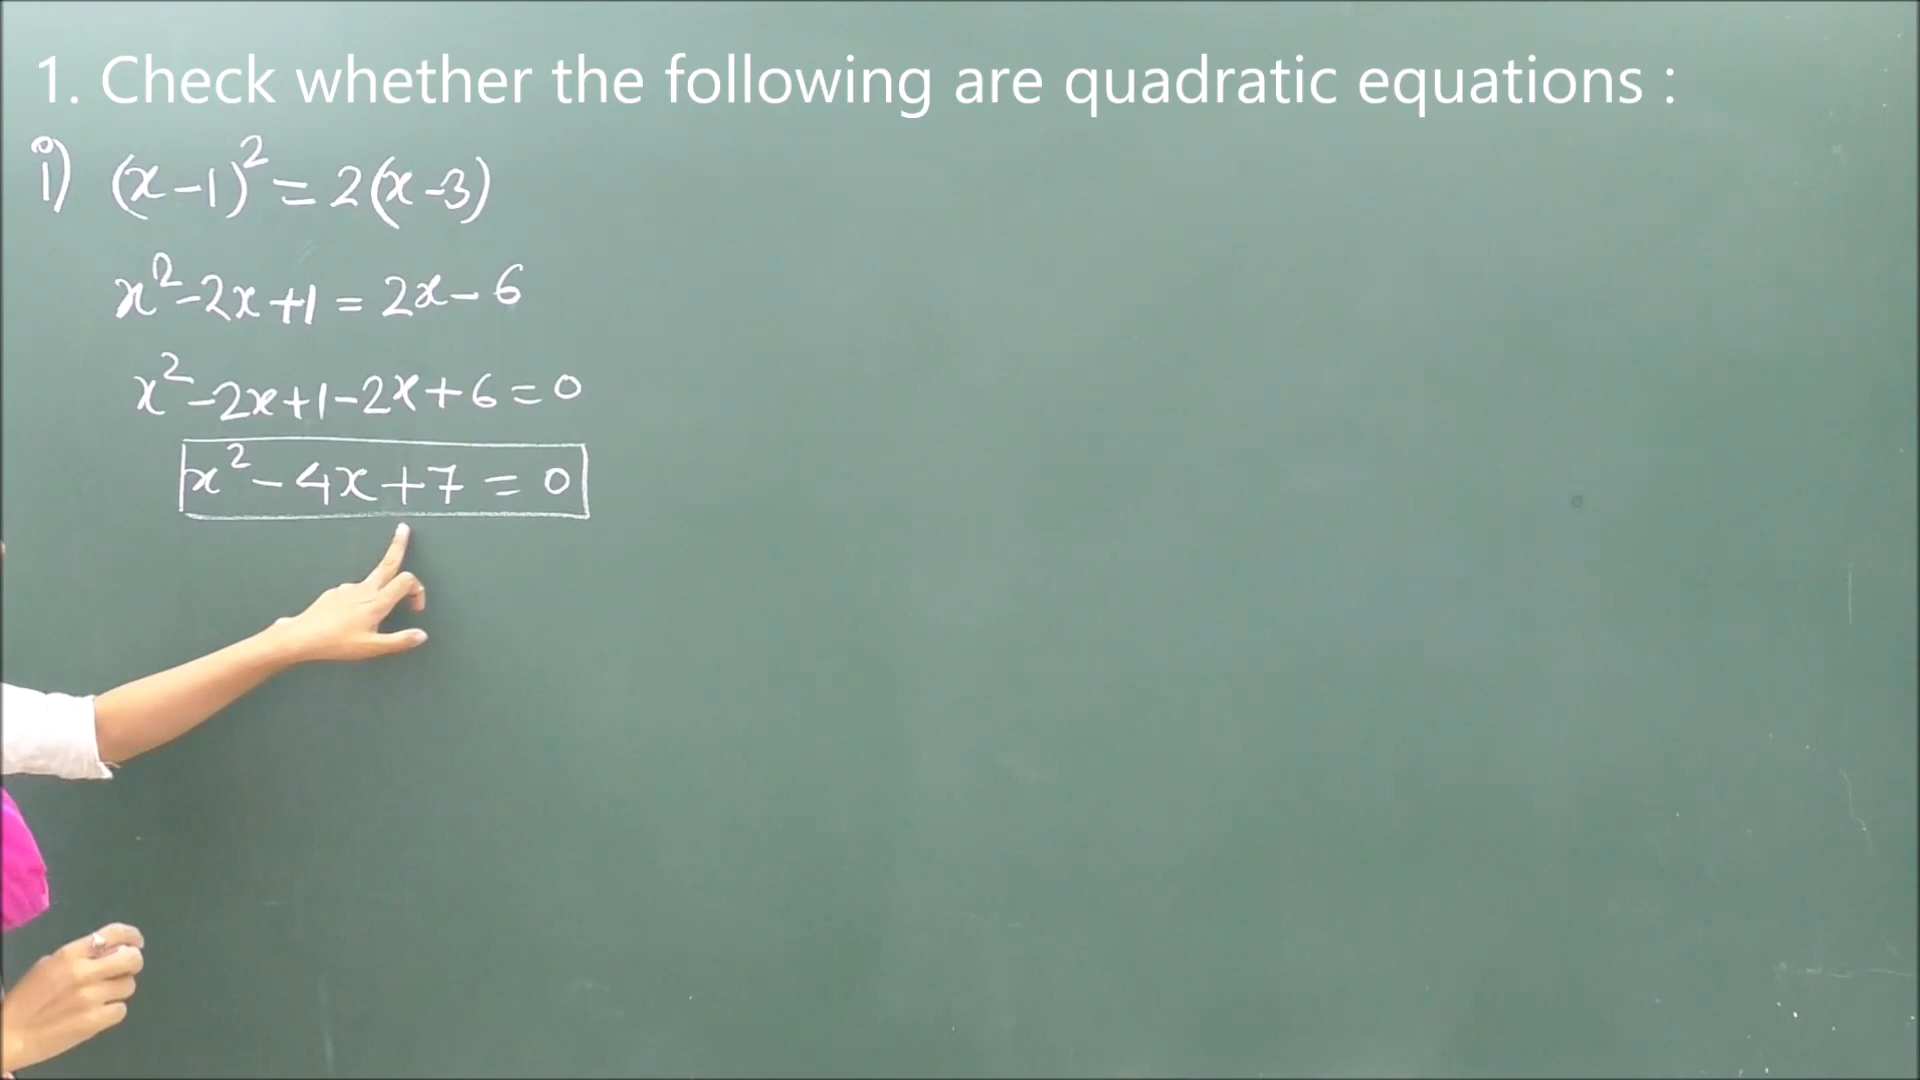 1. Check whether the following are quadratic equations :
i) (x-1)² = 2(x-3)
x²-2x+1 = 2x-6
x²-2x+1-2x+6=0
x²-4x+7=0